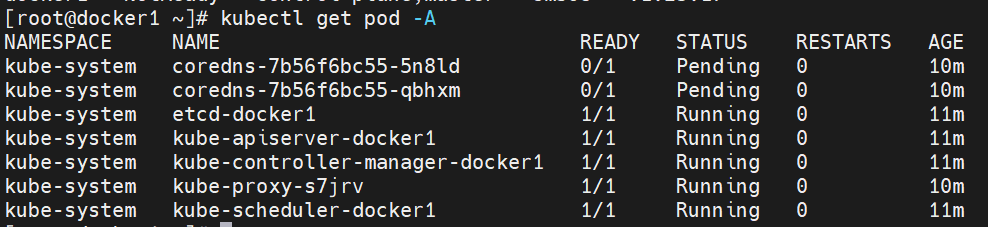 [root@docker1 ~]# kubectl get pod -A
NAMESPACE NAME READY STATUS RESTARTS AGE
kube-system coredns-7b56f6bc55-5n8ld 0/1 Pending 0 10m
kube-system coredns-7b56f6bc55-qbhxm 0/1 Pending 0 10m
kube-system etcd-docker1 1/1 Running 0 11m
kube-system kube-apiserver-docker1 1/1 Running 0 11m
kube-system kube-controller-manager-docker1 1/1 Running 0 11m
kube-system kube-proxy-s7jrv 1/1 Running 0 10m
kube-system kube-scheduler-docker1 1/1 Running 0 11m